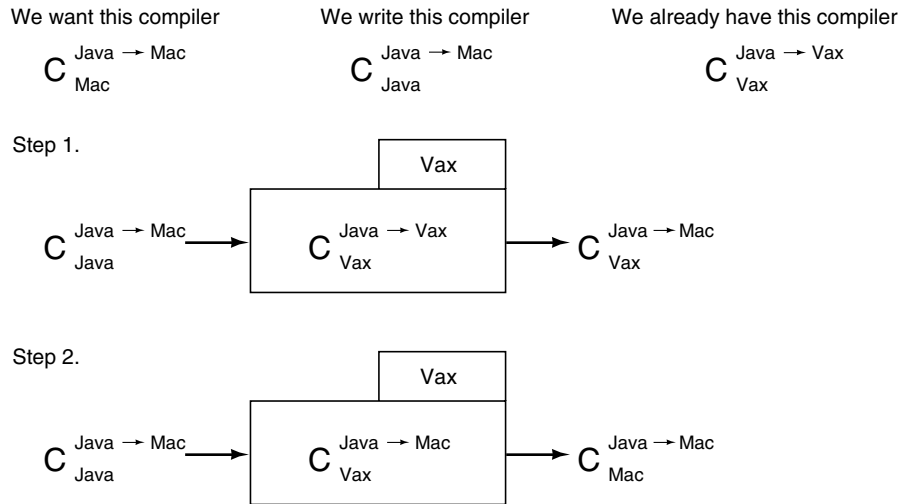 We want this compiler We write this compiler We already have this compiler
C Java → Mac Mac C Java → Mac Java C Java → Vax Vax
Step 1.
Vax
C Java → Mac Java C Java → Vax Vax C Java → Mac Vax
Step 2.
Vax
C Java → Mac Java C Java → Mac Vax C Java → Mac Mac